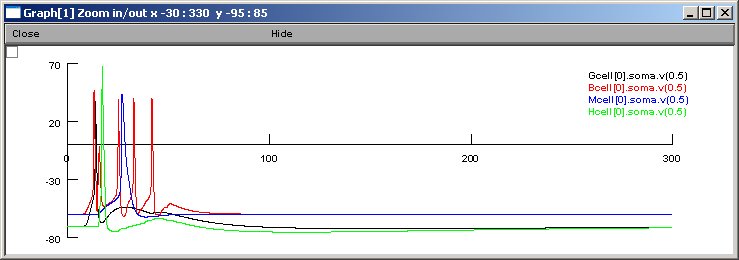 Graph[1] Zoom in/out x -30 : 330 y -95 : 85
Close Hide
70
Gcell[0].soma.v(0.5)
Bcell[0].soma.v(0.5)
Mcell[0].soma.v(0.5)
Hcell[0].soma.v(0.5)
20
0 100 200 300
-30
-80